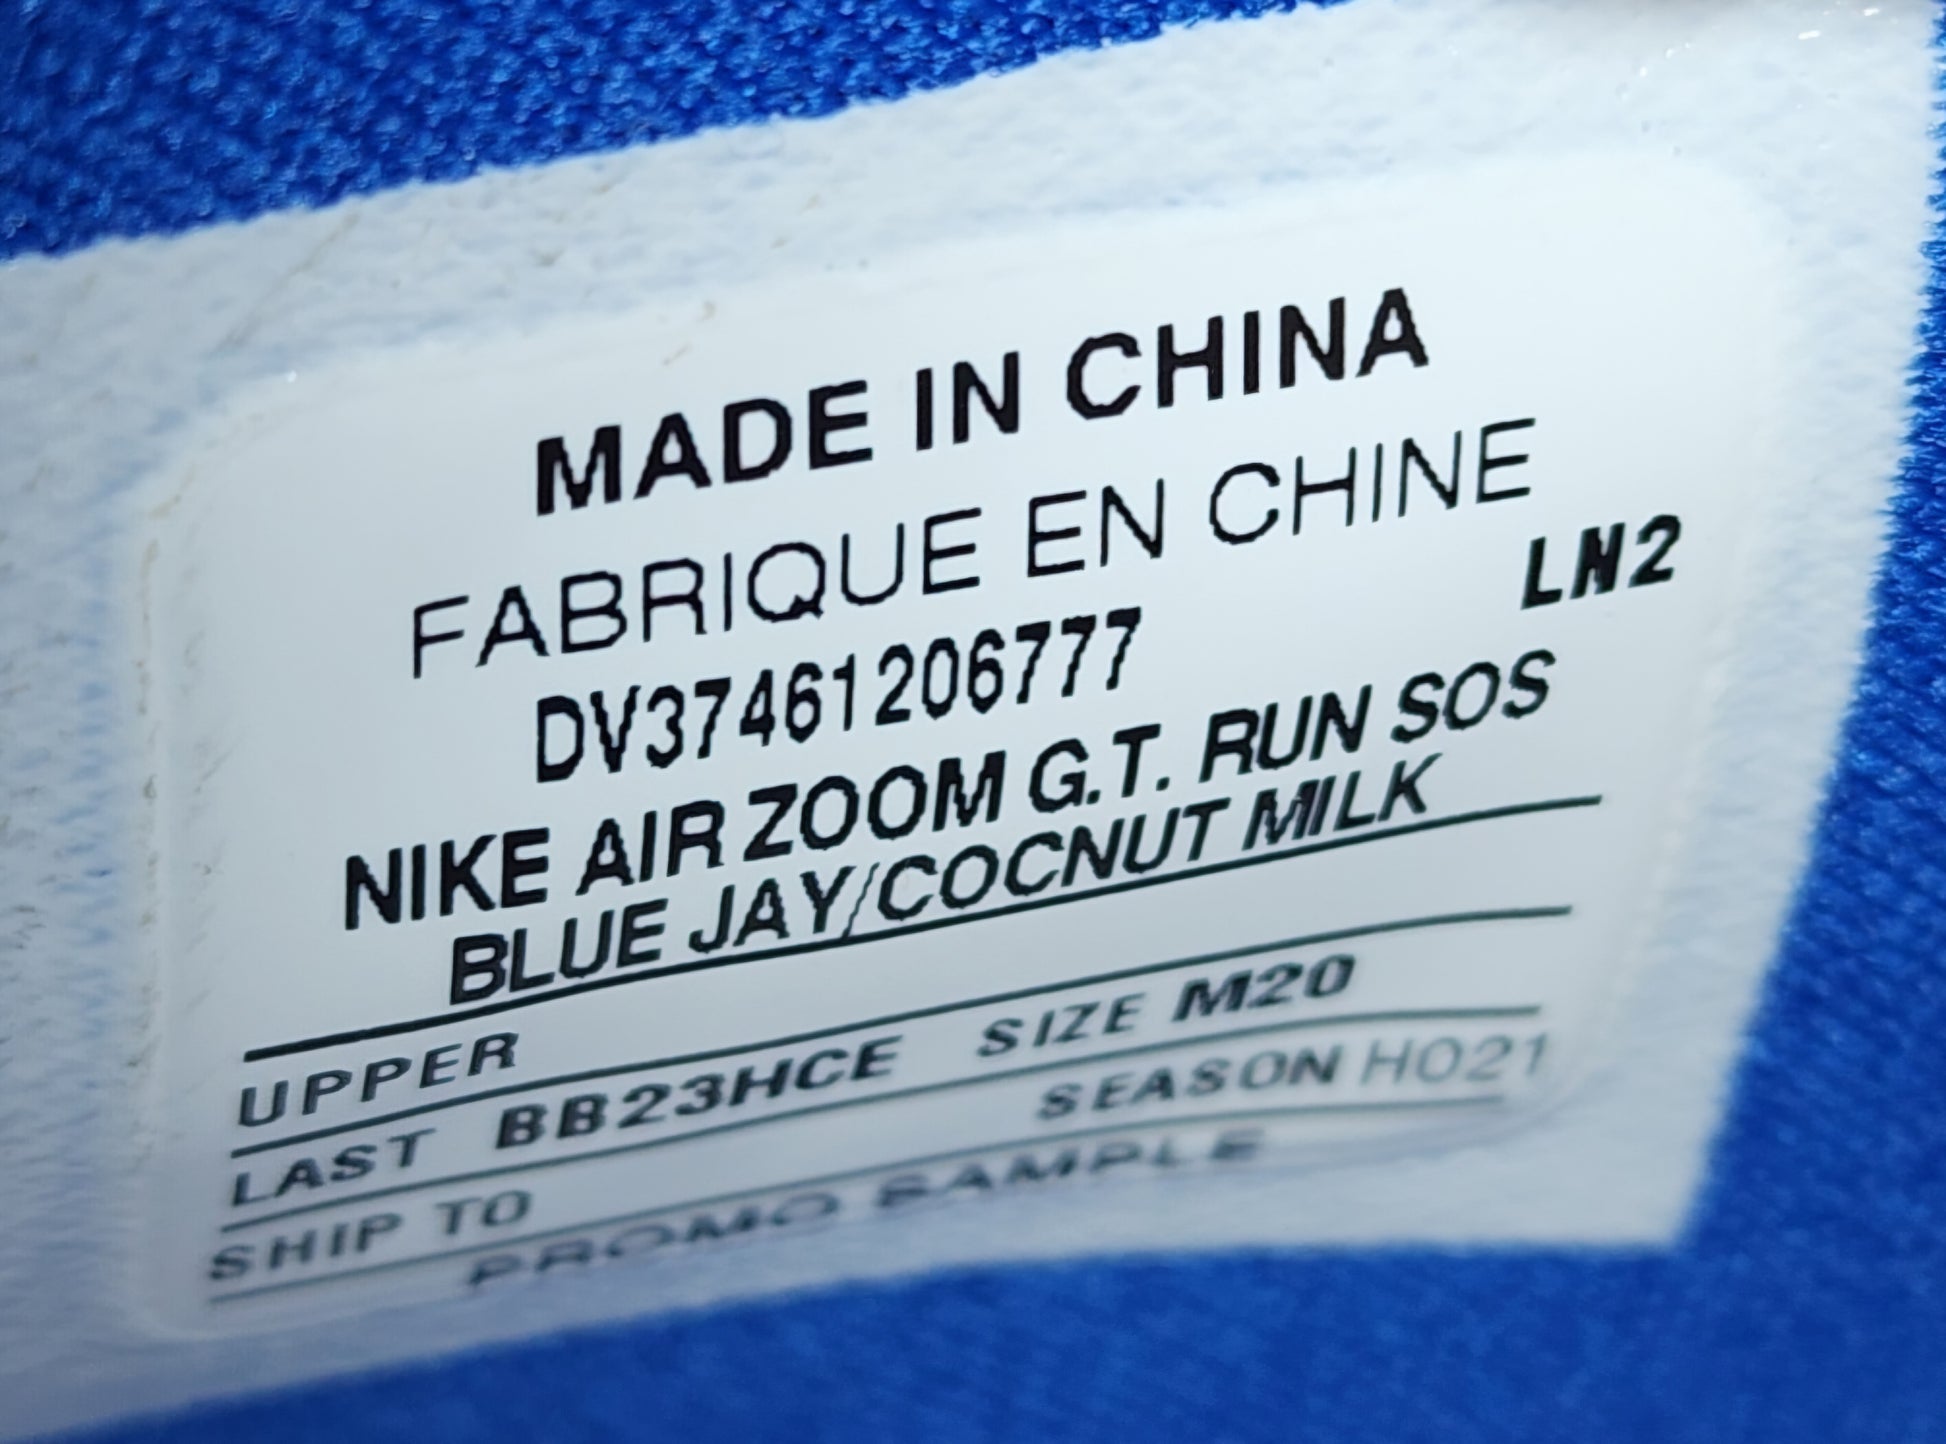 MADE IN CHINA
FABRIQUE EN CHINE
LN2
DV37461206777
NIKE AIR ZOOM G.T. RUN SOS
BLUE JAY/COCNUT MILK
UPPER
LAST BB23HCE SIZE M20
SHIP TO SEASON HO21
PROMO SAMPLE